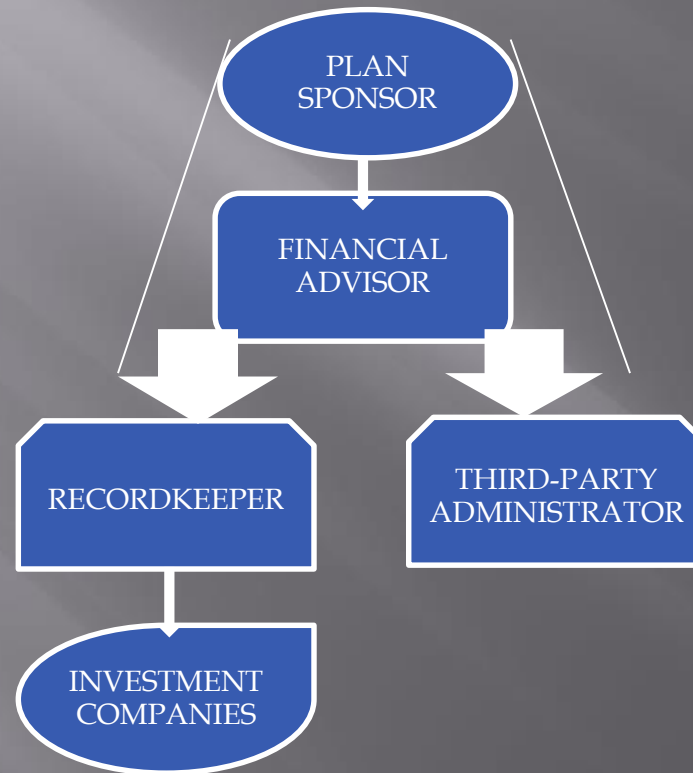 PLAN
SPONSOR
FINANCIAL
ADVISOR
RECORDKEEPER
THIRD-PARTY
ADMINISTRATOR
INVESTMENT
COMPANIES